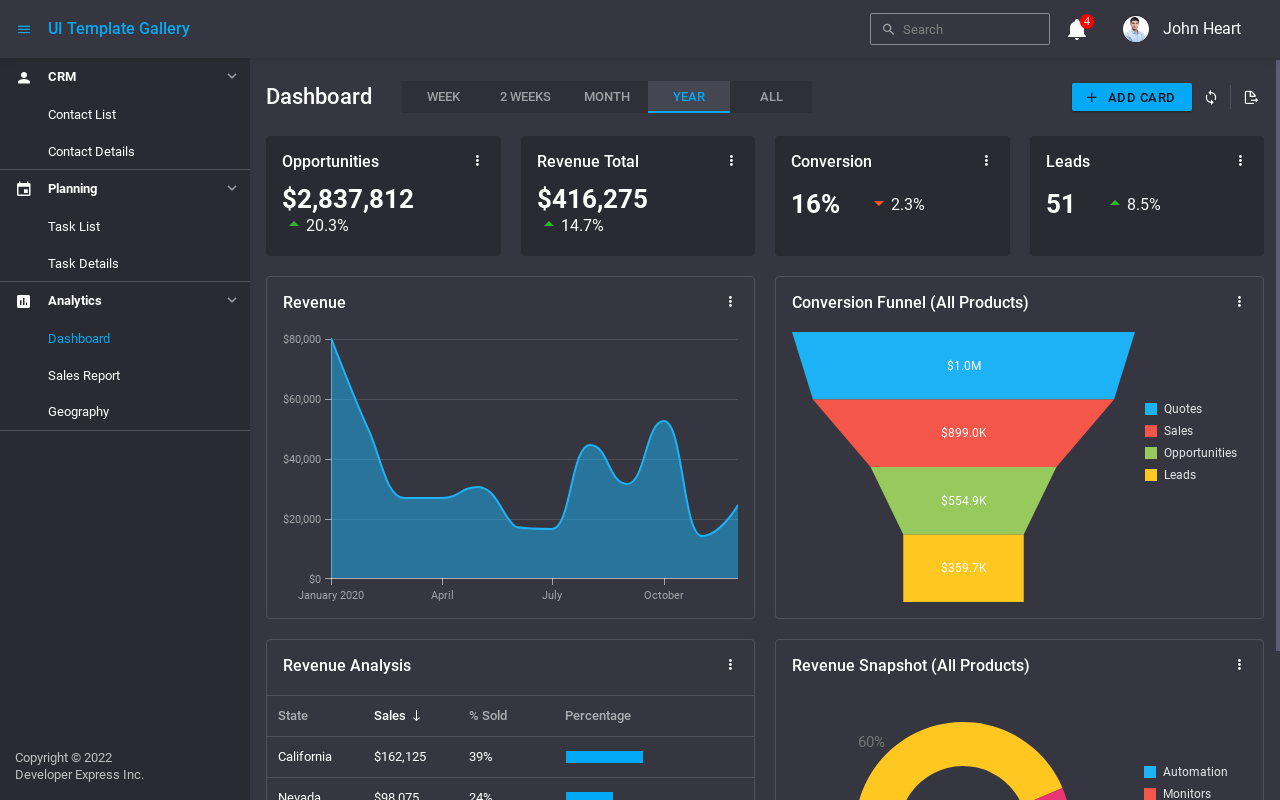 UI Template Gallery
Search
4
John Heart
CRM
Contact List
Contact Details
Planning
Task List
Task Details
Analytics
Dashboard
Sales Report
Geography
Copyright © 2022
Developer Express Inc.
Dashboard
WEEK
2 WEEKS
MONTH
YEAR
ALL
ADD CARD
Opportunities
$2,837,812
20.3%
Revenue Total
$416,275
14.7%
Conversion
16%
2.3%
Leads
51
8.5%
Revenue
$80,000
$60,000
$40,000
$20,000
$0
January 2020
April
July
October
Conversion Funnel (All Products)
$1.0M
$899.0K
$554.9K
$359.7K
Quotes
Sales
Opportunities
Leads
Revenue Analysis
State Sales % Sold Percentage
California $162,125 39%
Nevada $98,075 24%
Revenue Snapshot (All Products)
60%
Automation
Monitors